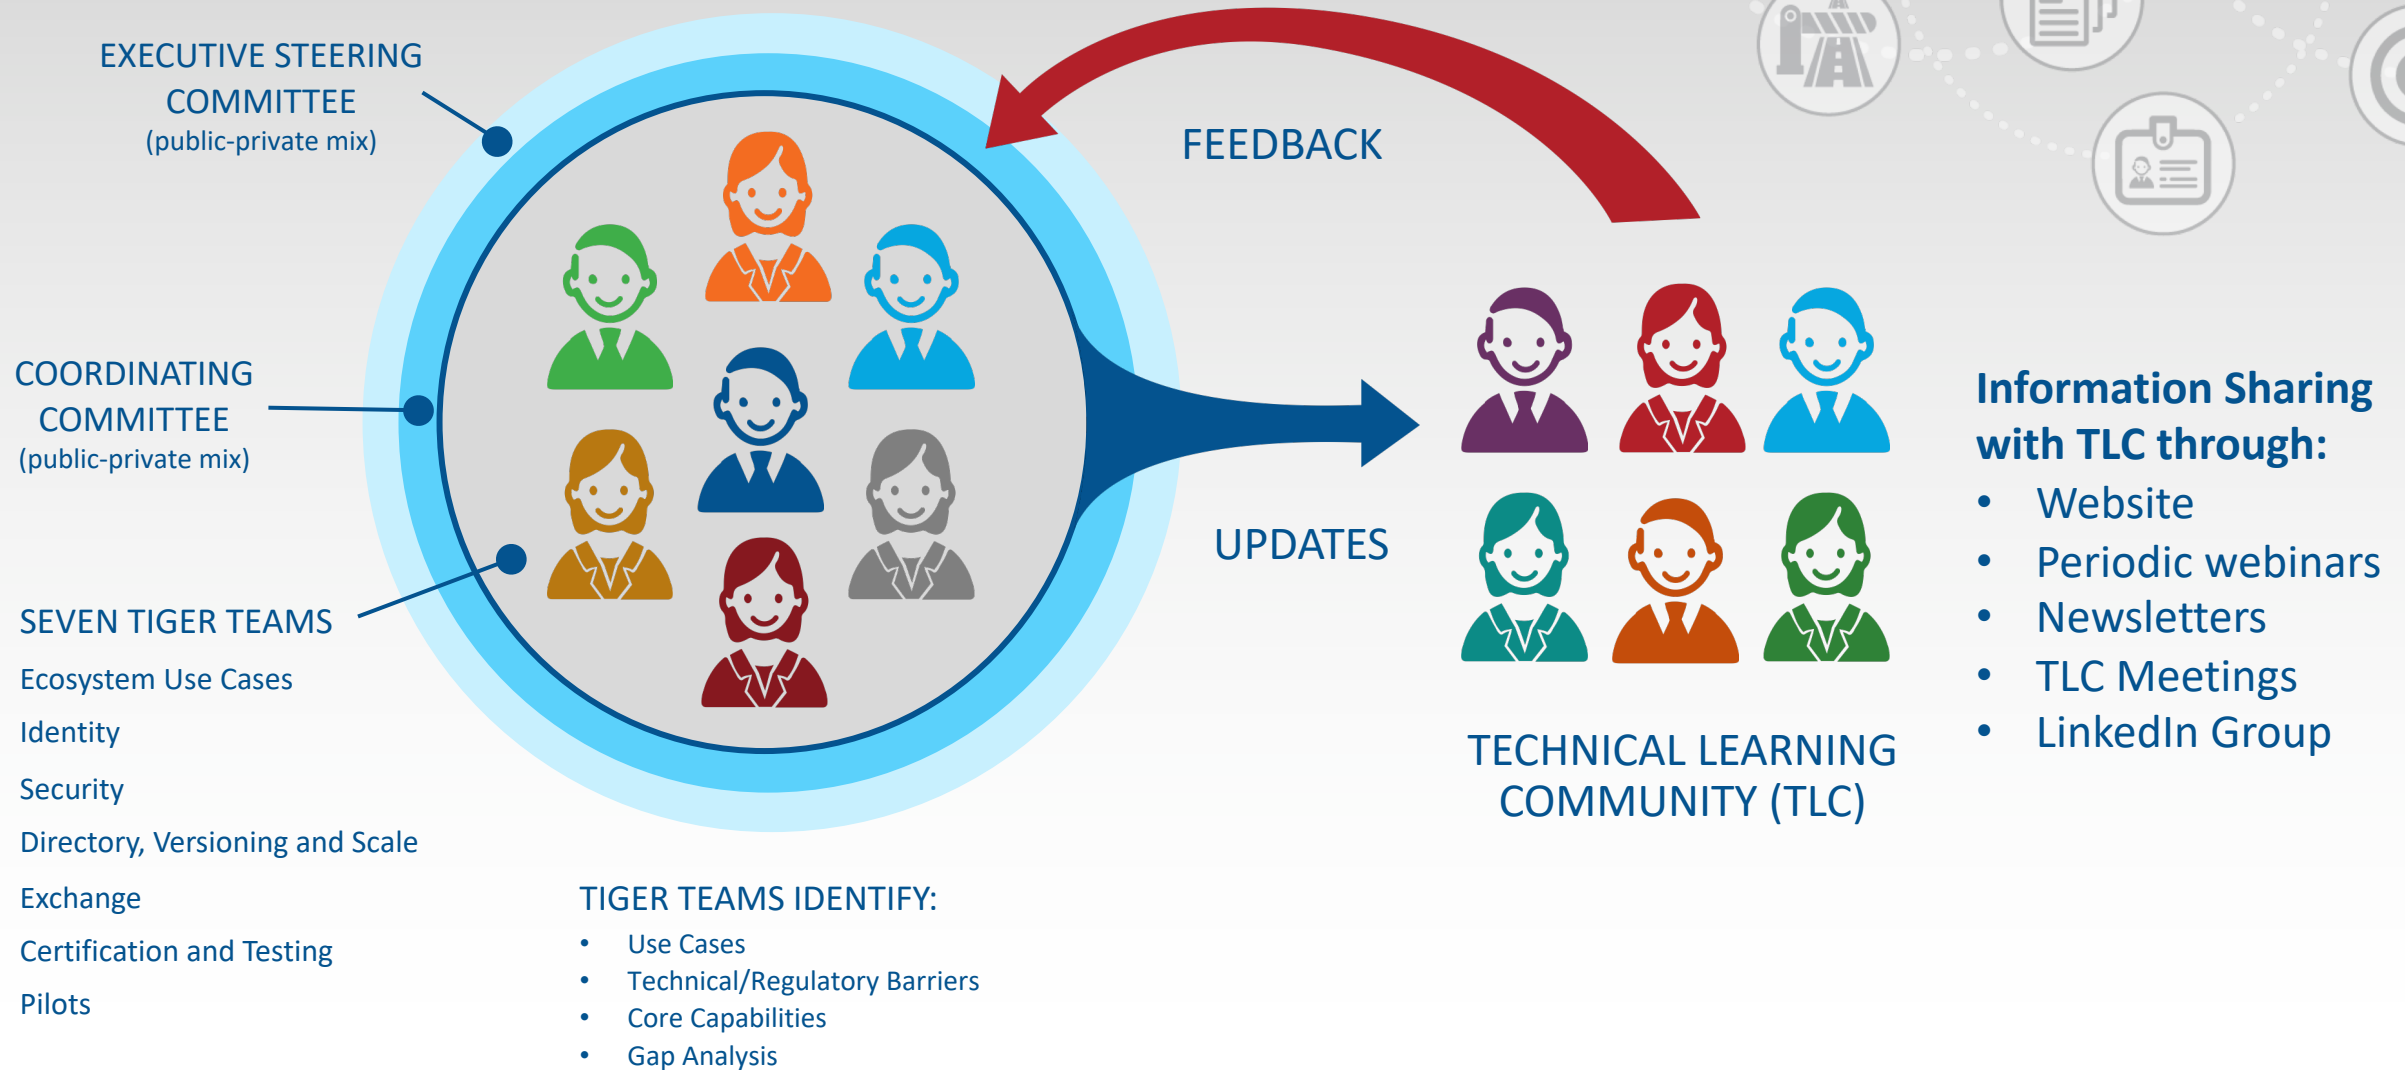 EXECUTIVE STEERING
COMMITTEE
(public-private mix)
COORDINATING
COMMITTEE
(public-private mix)
SEVEN TIGER TEAMS
Ecosystem Use Cases
Identity
Security
Directory, Versioning and Scale
Exchange
Certification and Testing
Pilots
TIGER TEAMS IDENTIFY:
• Use Cases
• Technical/Regulatory Barriers
• Core Capabilities
• Gap Analysis
FEEDBACK
UPDATES
TECHNICAL LEARNING
COMMUNITY (TLC)
Information Sharing
with TLC through:
• Website
• Periodic webinars
• Newsletters
• TLC Meetings
• LinkedIn Group